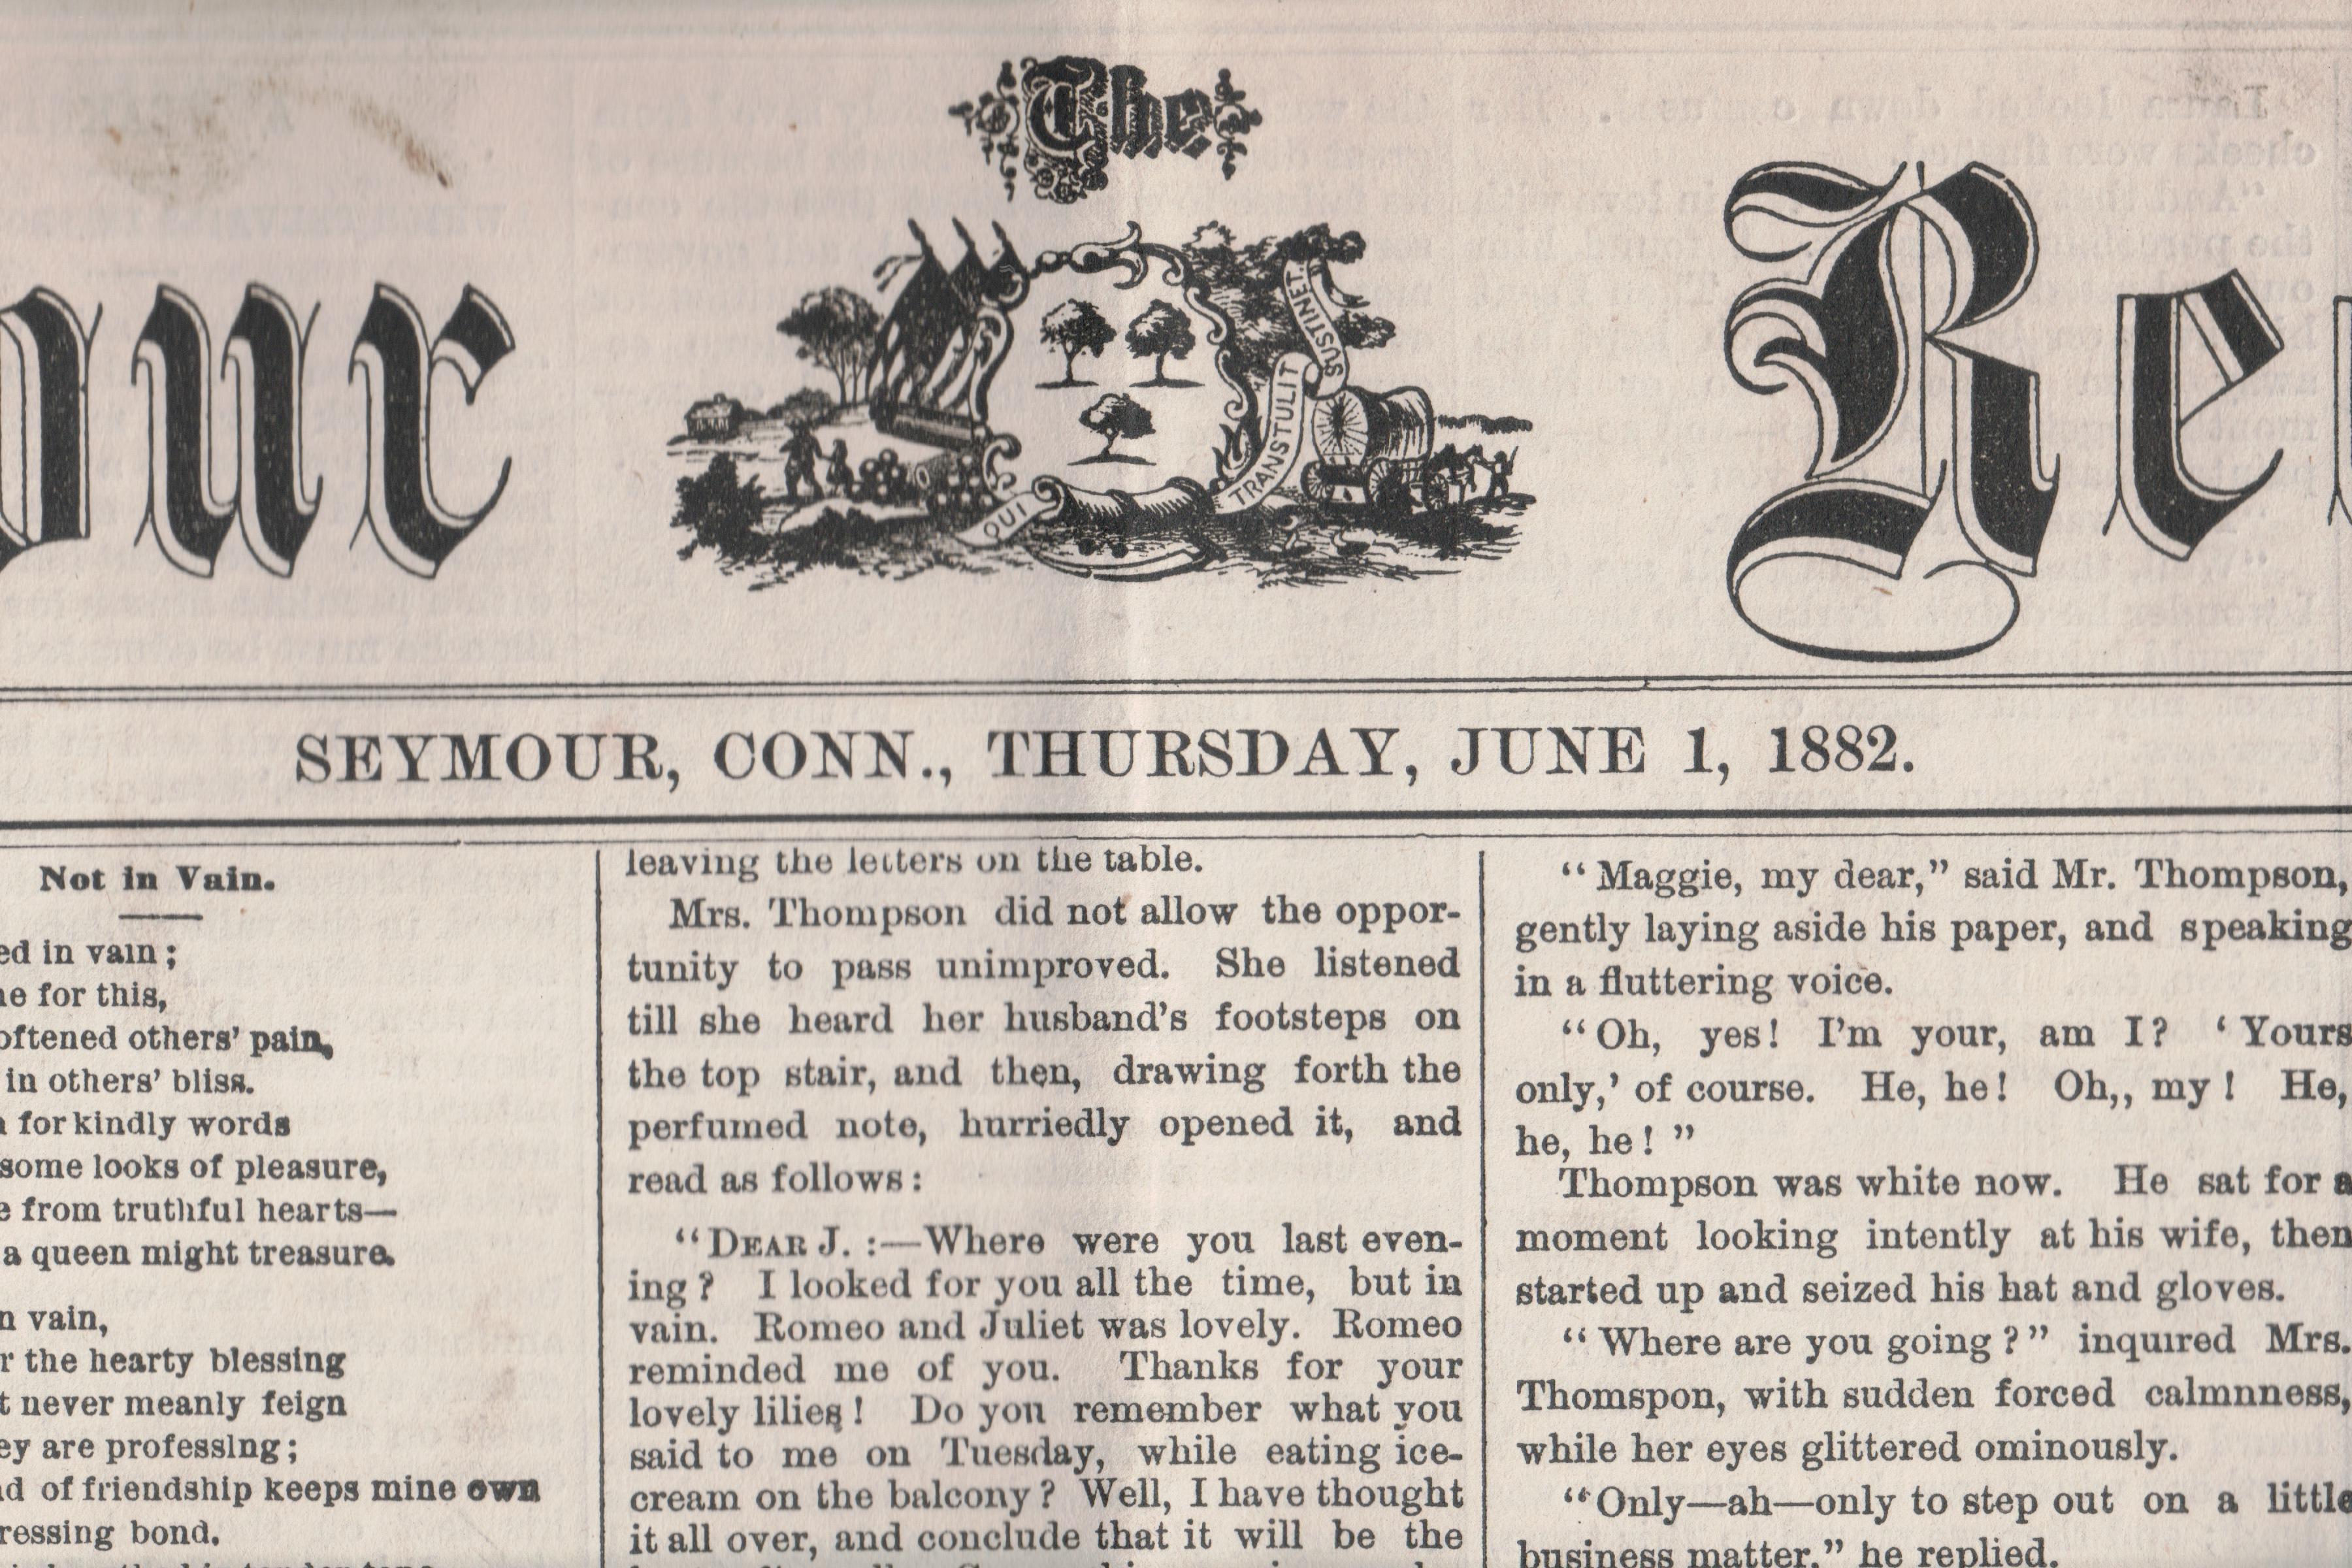 The
our
Re
QUI
TRANSTULIT
SUSTINET.
SEYMOUR, CONN., THURSDAY, JUNE 1, 1882.
Not in Vain.
ed in vain;
e for this,
oftened others' pain,
in others' bliss.
for kindly words
some looks of pleasure,
e from truthful hearts—
a queen might treasure.
n vain,
r the hearty blessing
t never meanly feign
ey are professing;
d of friendship keeps mine own
ressing bond.
leaving the letters on the table.
Mrs. Thompson did not allow the oppor-
tunity to pass unimproved. She listened
till she heard her husband's footsteps on
the top stair, and then, drawing forth the
perfumed note, hurriedly opened it, and
read as follows:
"DEAR J. :—Where were you last even-
ing? I looked for you all the time, but in
vain. Romeo and Juliet was lovely. Romeo
reminded me of you. Thanks for your
lovely lilies! Do you remember what you
said to me on Tuesday, while eating ice-
cream on the balcony? Well, I have thought
it all over, and conclude that it will be the
"Maggie, my dear," said Mr. Thompson,
gently laying aside his paper, and speaking
in a fluttering voice.
"Oh, yes! I'm your, am I? 'Yours
only,' of course. He, he! Oh,, my! He,
he, he!"
Thompson was white now. He sat for a
moment looking intently at his wife, then
started up and seized his hat and gloves.
"Where are you going?" inquired Mrs.
Thomspon, with sudden forced calmnness,
while her eyes glittered ominously.
"Only—ah—only to step out on a little
business matter," he replied.